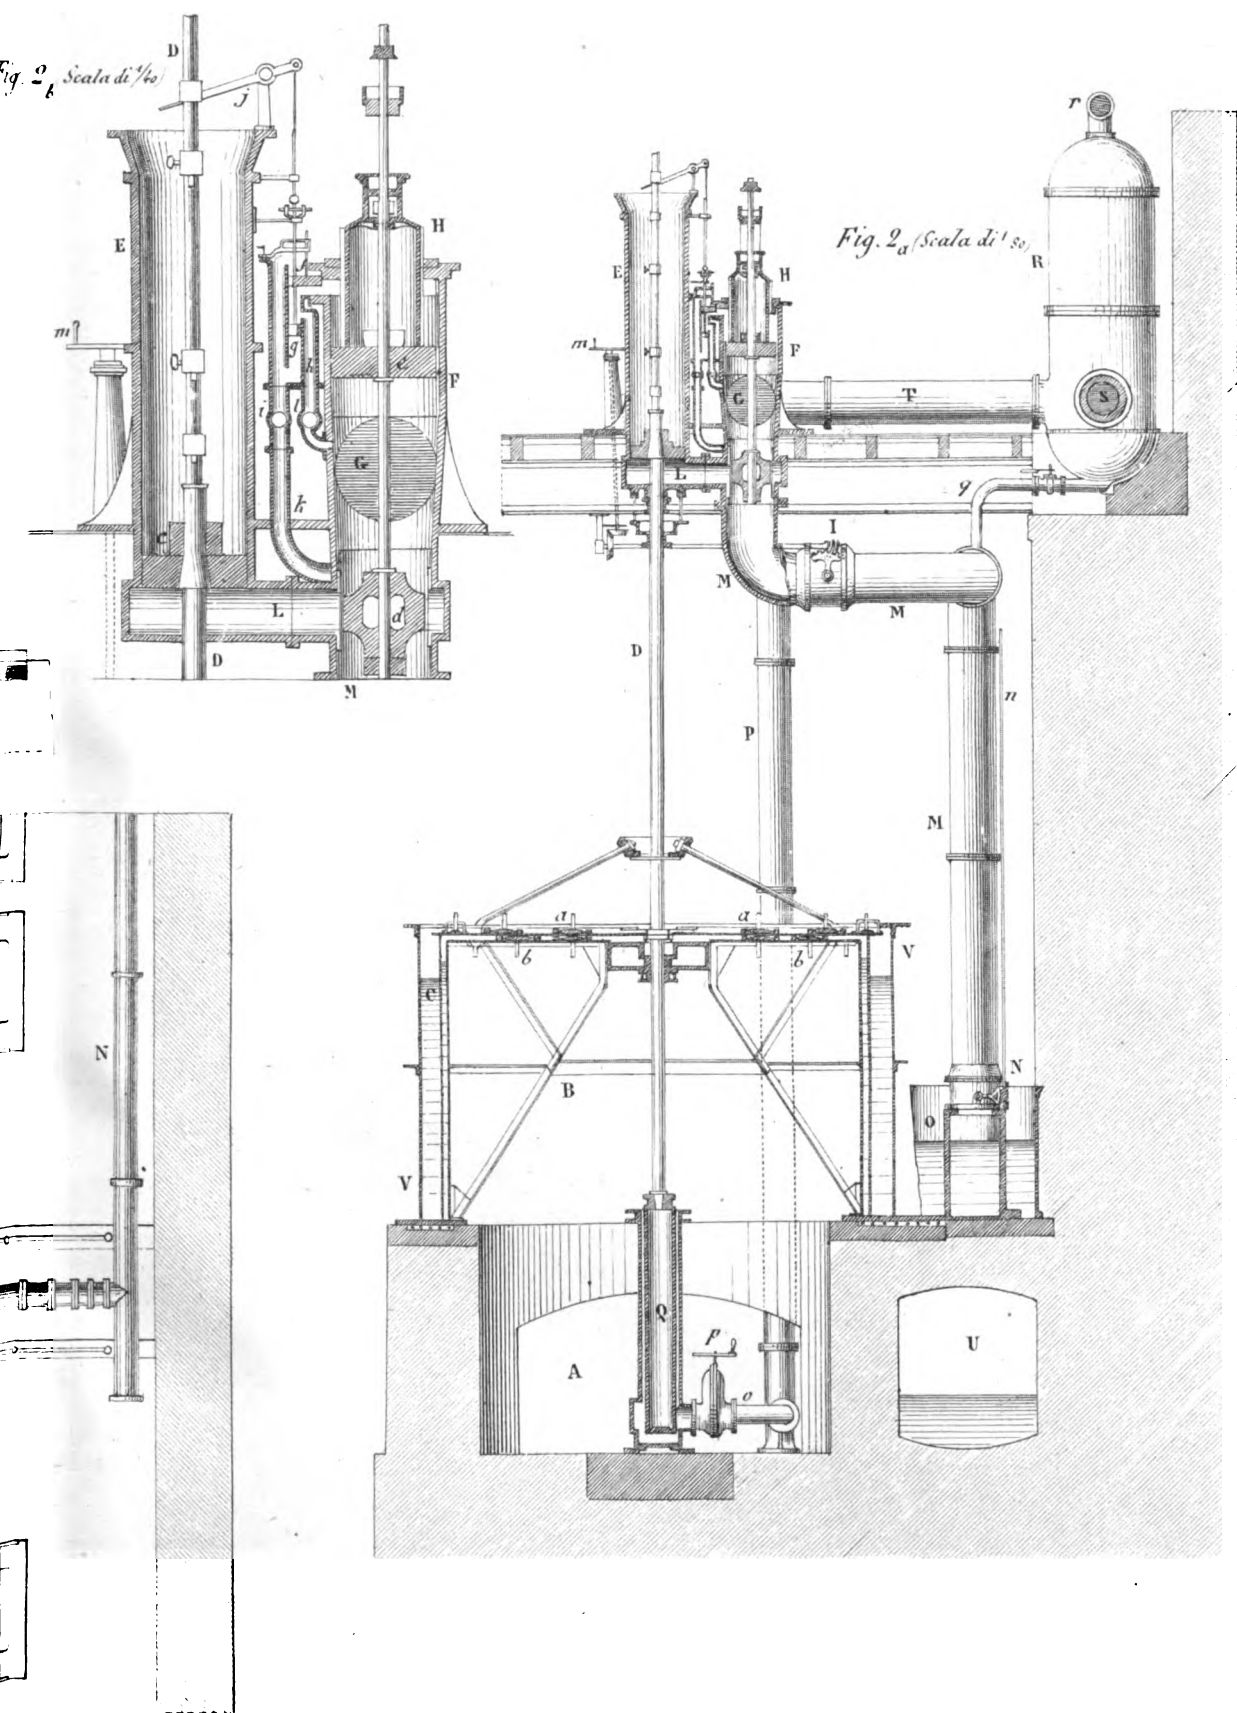 Fig. 2b (Scala di 1/40)
D
j
E
H
m
g
h
e
F
i
l
G
h
C
L
d
D
M
Fig. 2a (Scala di 1/80)
r
R
E
H
m
F
G
T
S
L
q
I
M
M
D
P
n
M
a
a
b
b
V
C
N
B
N
O
V
Q
p
A
o
U